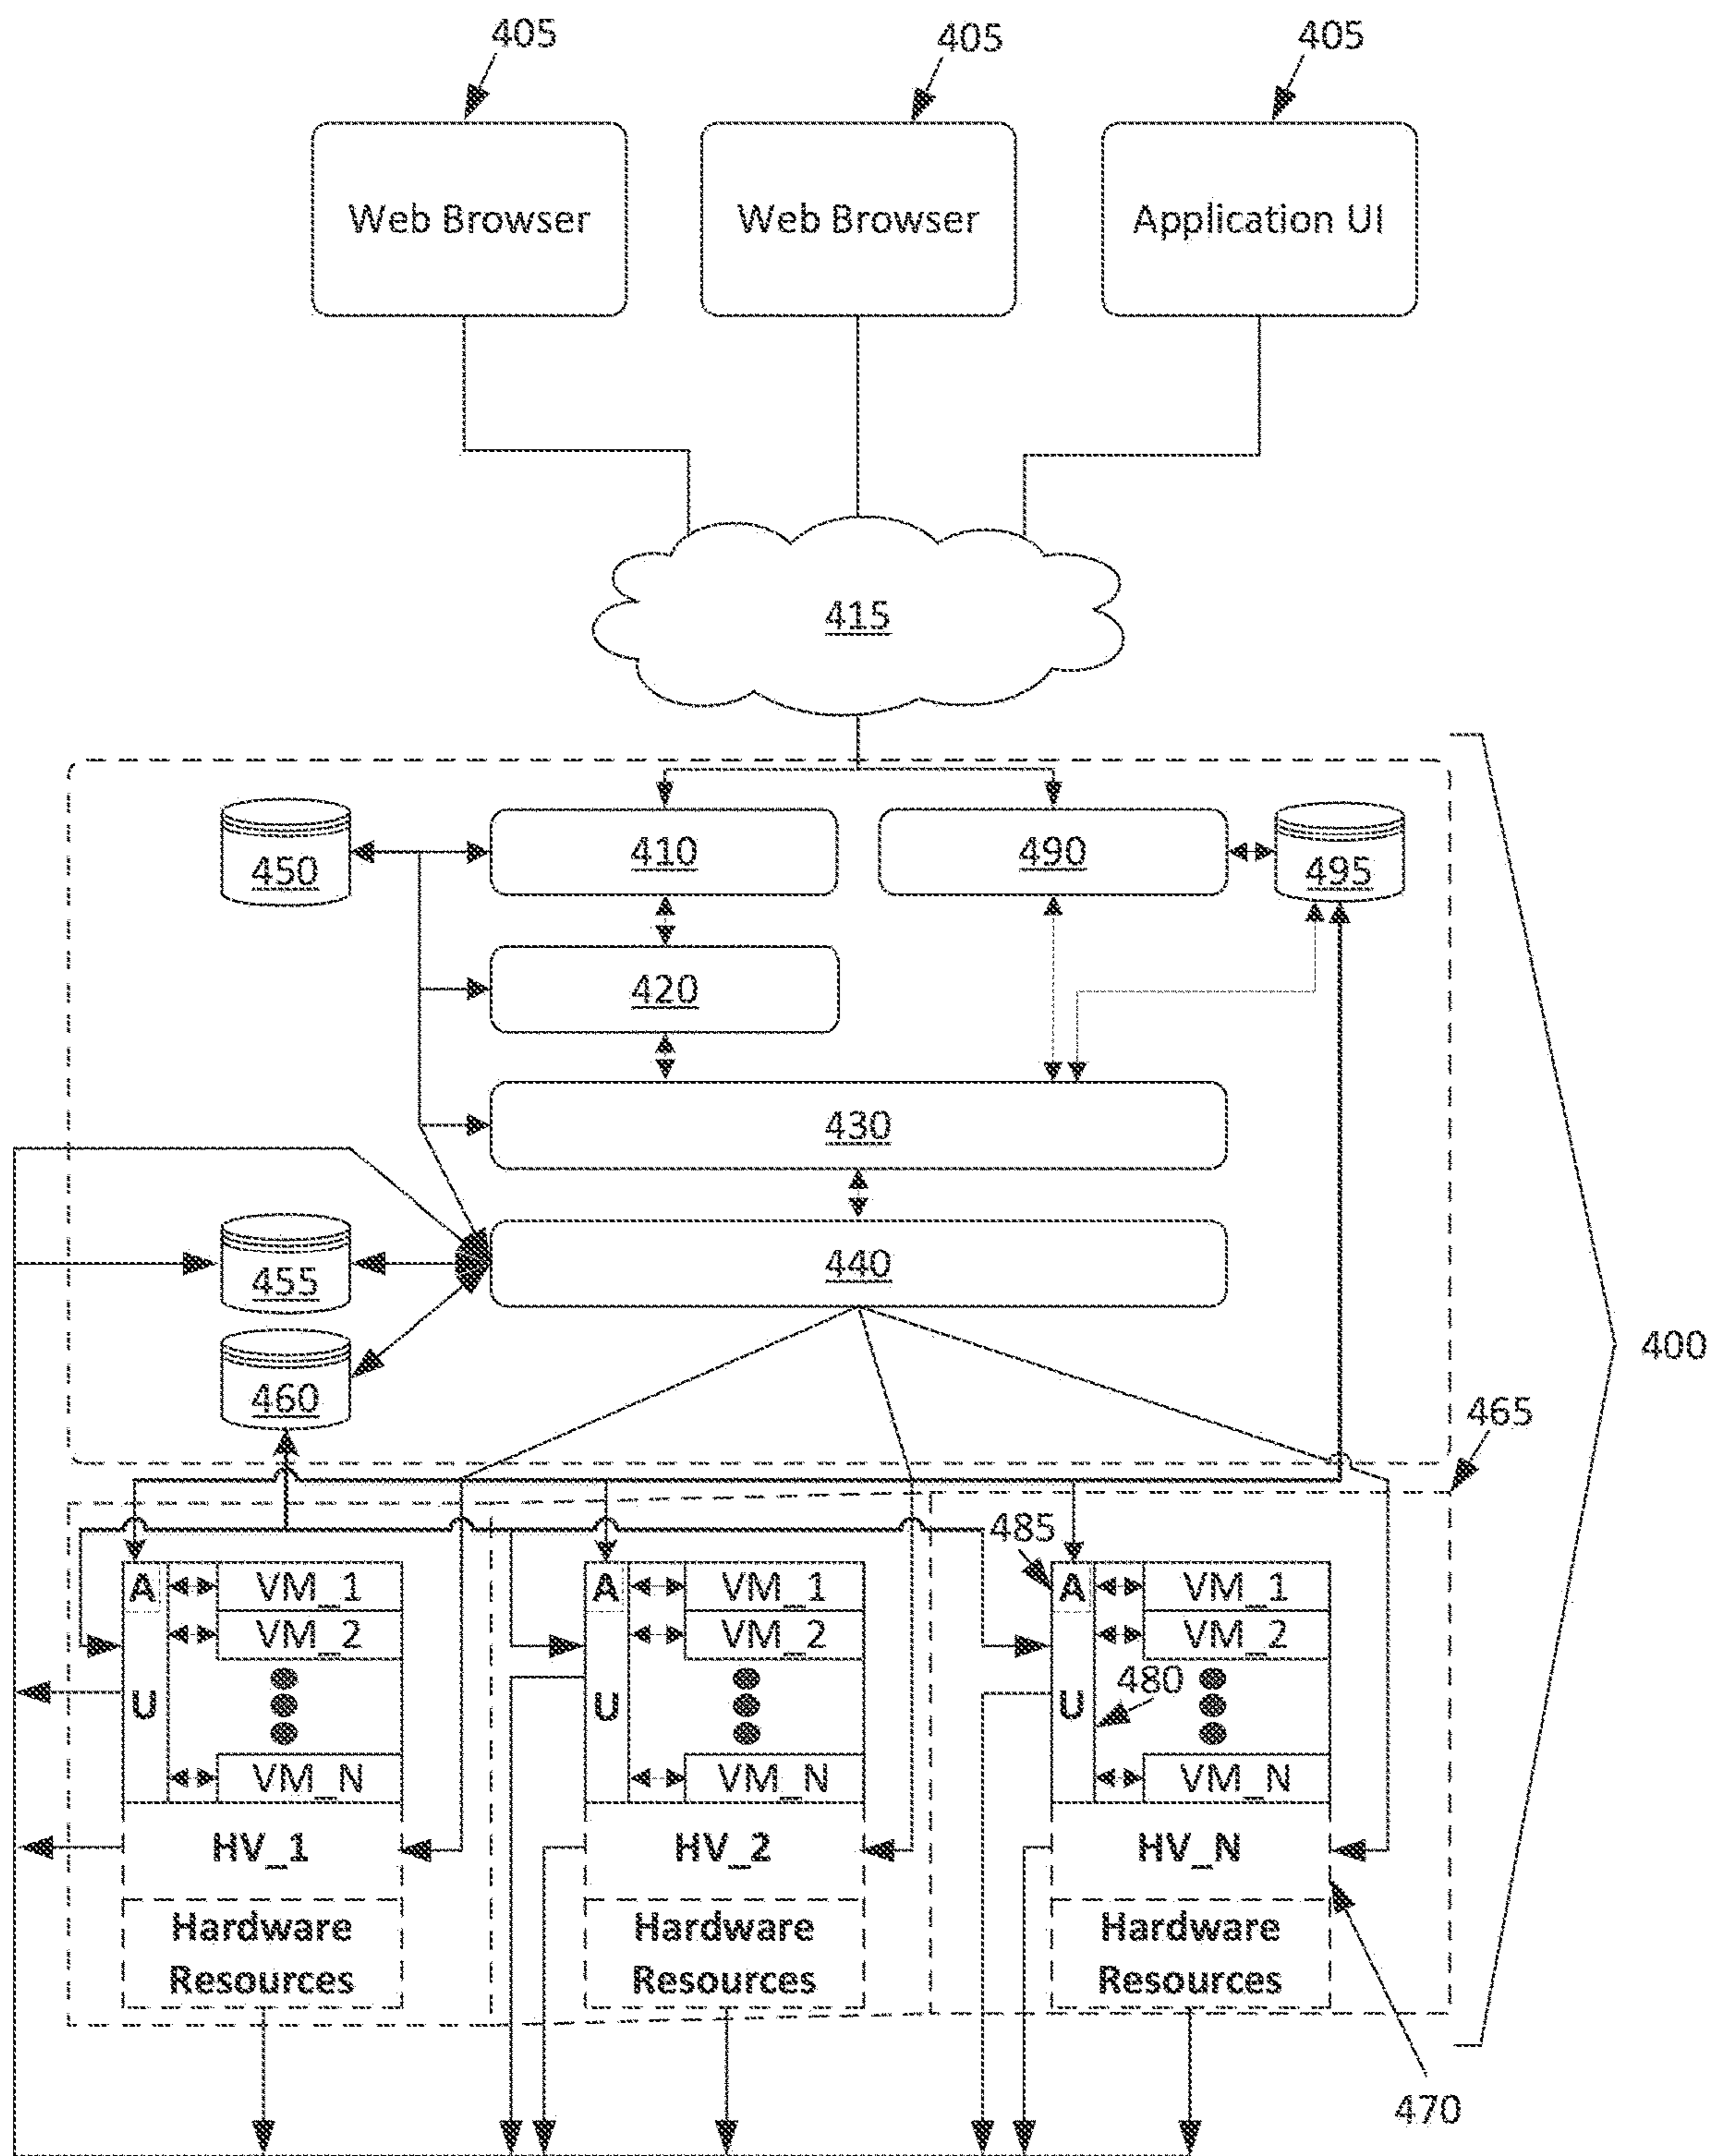 405 405 405
Web Browser Web Browser Application UI
415
410 490
450 495
420
430
440
455
400
460
465
485
A VM_1 A VM_1 A VM_1
VM_2 VM_2 VM_2
480
U U U
VM_N VM_N VM_N
HV_1 HV_2 HV_N
Hardware Hardware Hardware
Resources Resources Resources
470